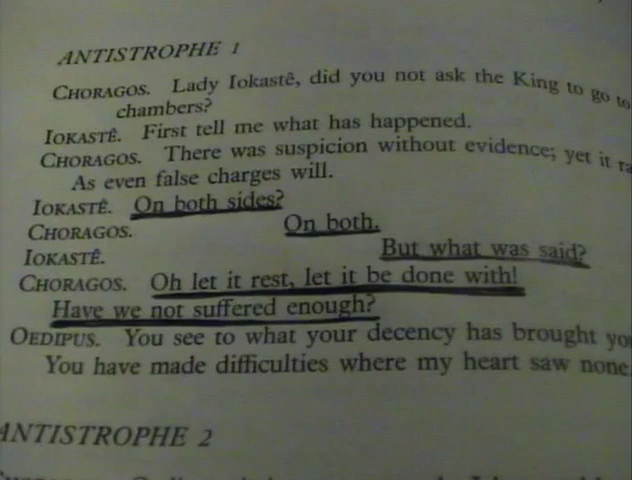 ANTISTROPHE 1
CHORAGOS. Lady Iokastê, did you not ask the King to go to
chambers?
IOKASTÊ. First tell me what has happened.
CHORAGOS. There was suspicion without evidence; yet it ra
As even false charges will.
IOKASTÊ. On both sides?
CHORAGOS. On both.
IOKASTÊ. But what was said?
CHORAGOS. Oh let it rest, let it be done with!
Have we not suffered enough?
OEDIPUS. You see to what your decency has brought you
You have made difficulties where my heart saw none
ANTISTROPHE 2